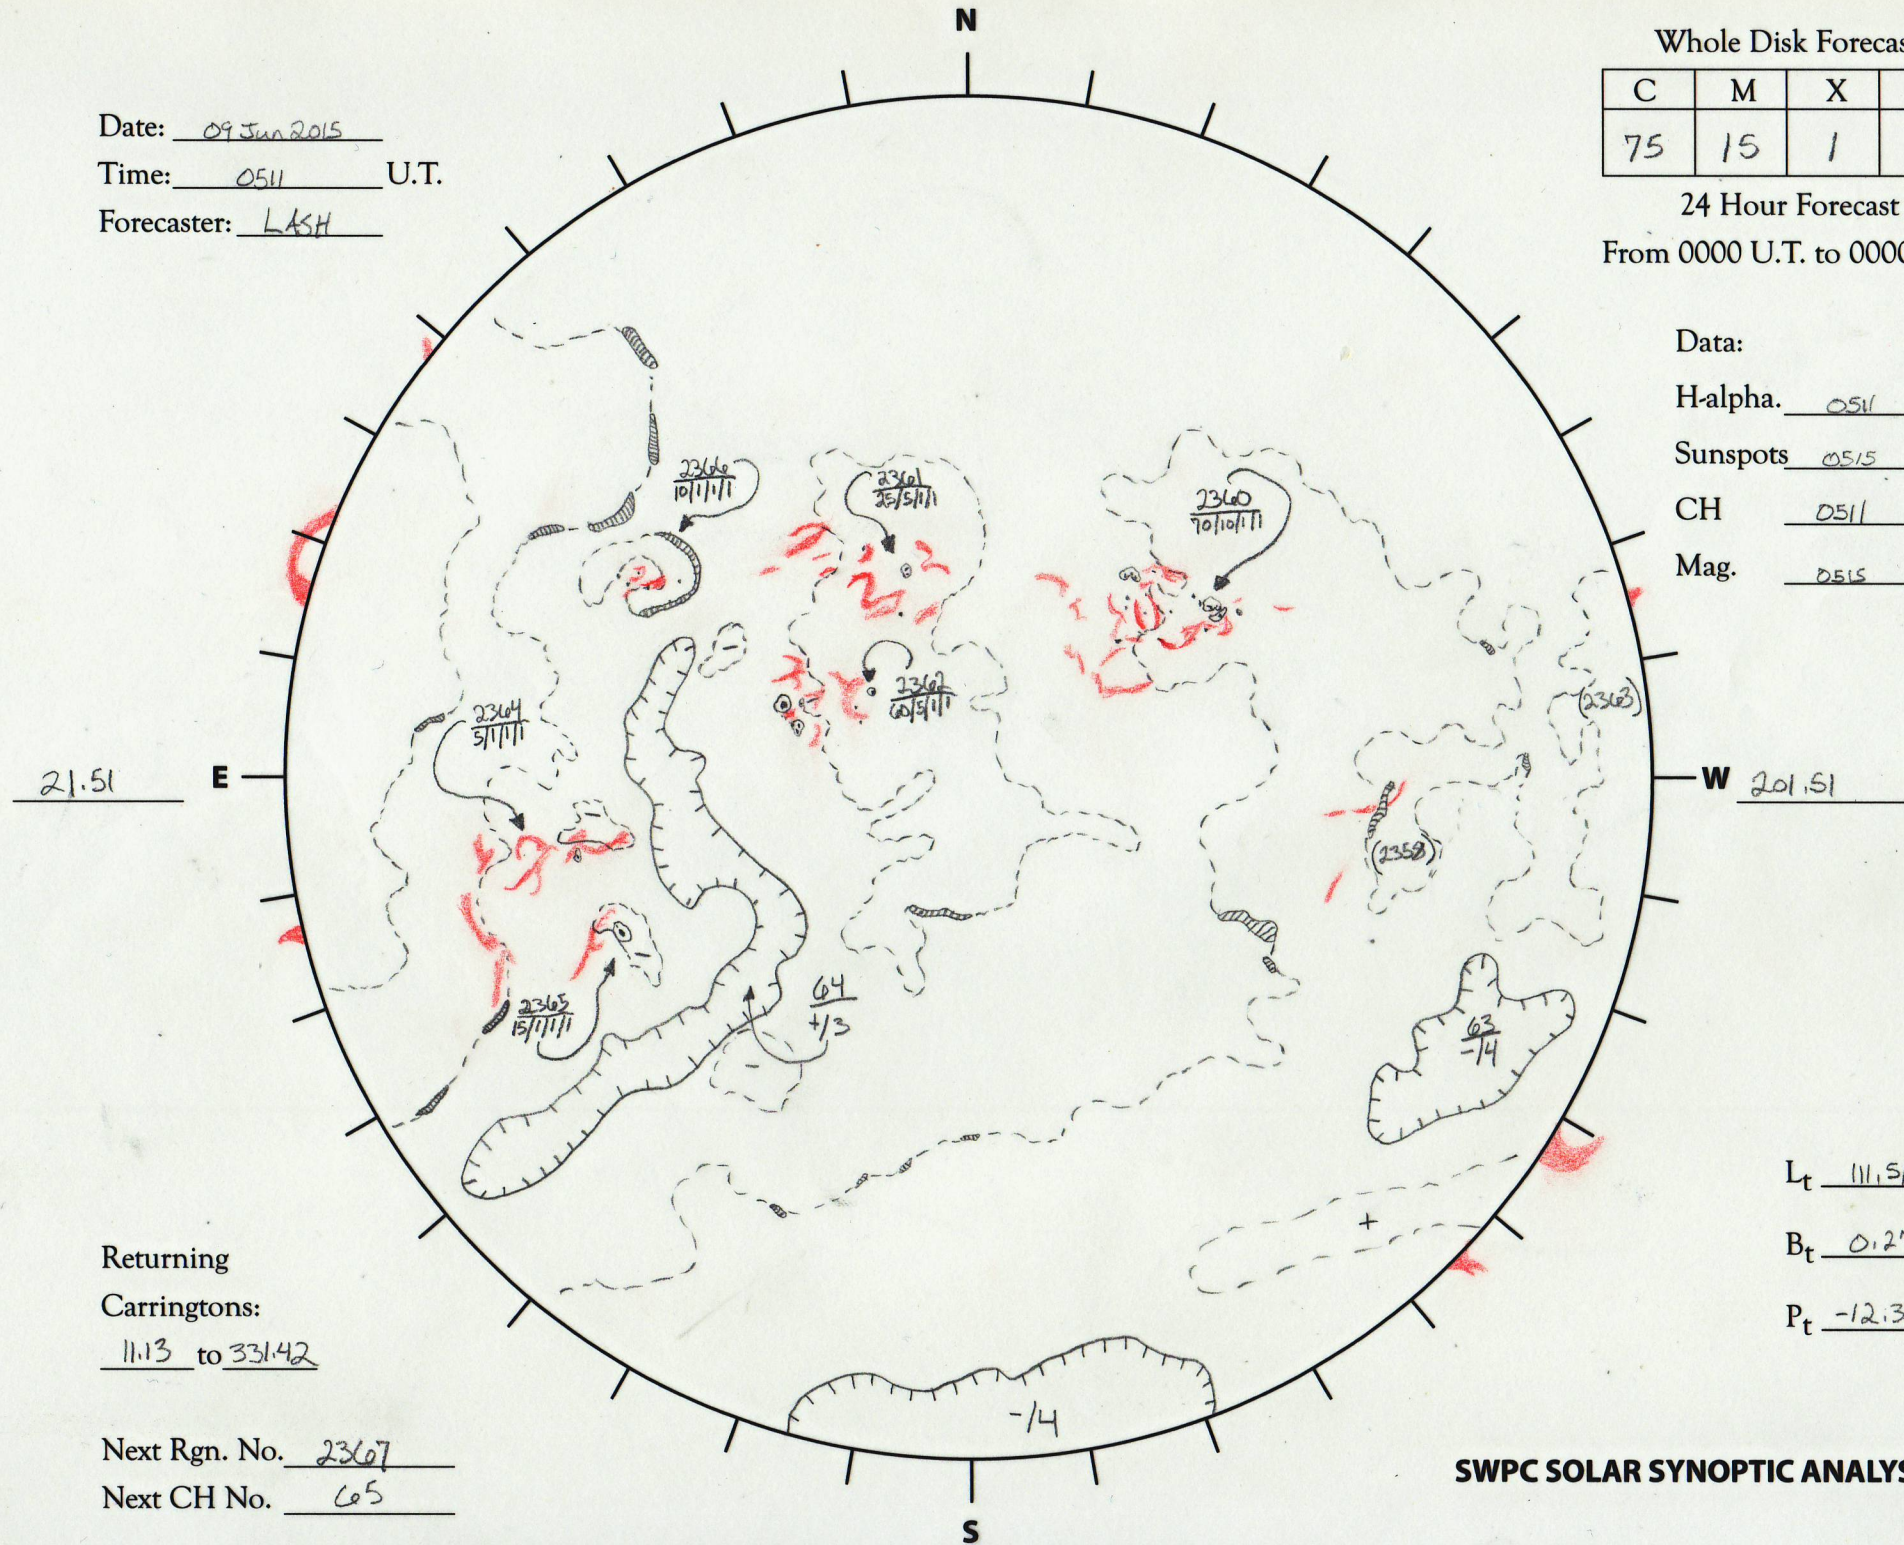 N
Whole Disk Forecas
C M X
75 15 1
24 Hour Forecast
From 0000 U.T. to 0000
Date: 09 Jun 2015
Time: 0511 U.T.
Forecaster: LASH
Data:
H-alpha. 0511
Sunspots 0515
CH 0511
Mag. 0515
2366
10/1/1/1
2361
25/5/1/1
2360
70/10/1/1
2362
60/5/1/1
(2363)
2364
5/1/1/1
21.51 E
W 201.51
(2358)
2365
15/1/1/1
64
+/3
63
-/4
-
-
+
Lt 111.5
Bt 0.2
Pt -12.3
Returning
Carringtons:
11.13 to 331.42
-/4
Next Rgn. No. 2367
Next CH No. 65
SWPC SOLAR SYNOPTIC ANALYS
S